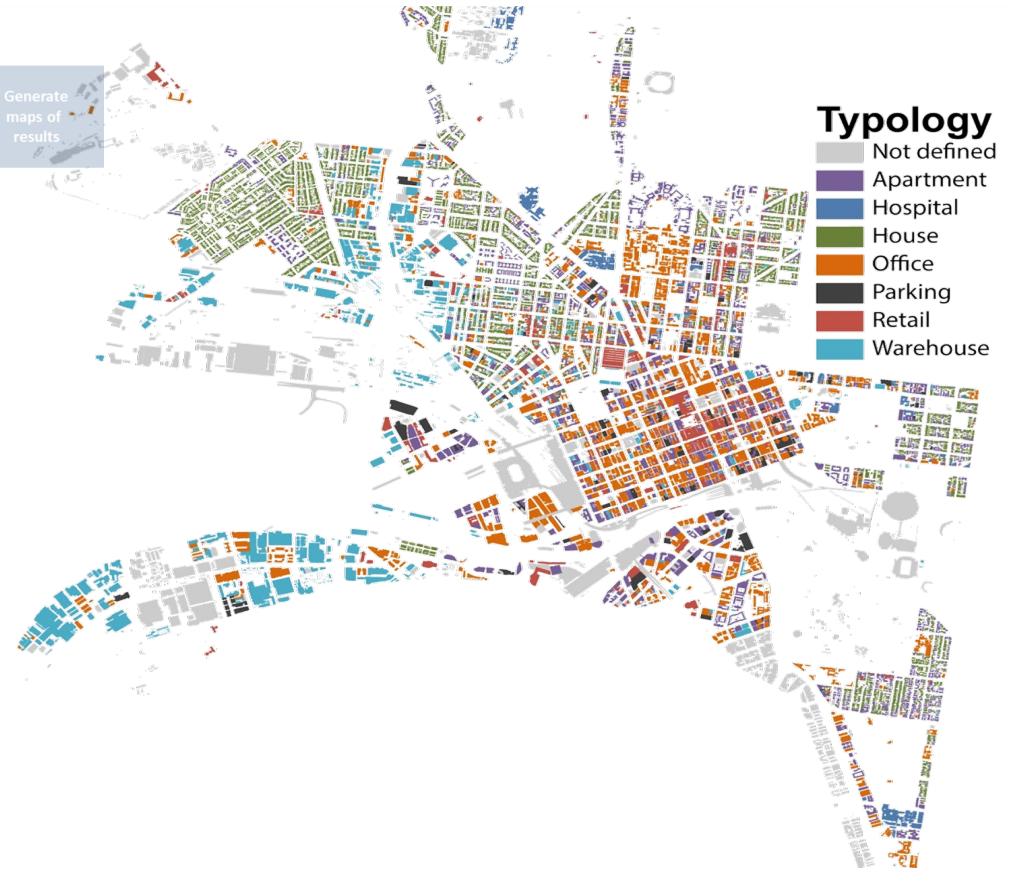 Generate
maps of
results
Typology
Not defined
Apartment
Hospital
House
Office
Parking
Retail
Warehouse